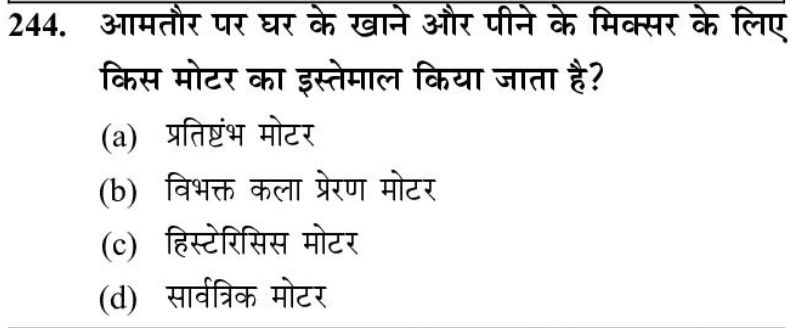 244. आमतौर पर घर के खाने और पीने के मिक्सर के लिए
किस मोटर का इस्तेमाल किया जाता है?
(a) प्रतिष्टंभ मोटर
(b) विभक्त कला प्रेरण मोटर
(c) हिस्टेरिसिस मोटर
(d) सार्वत्रिक मोटर